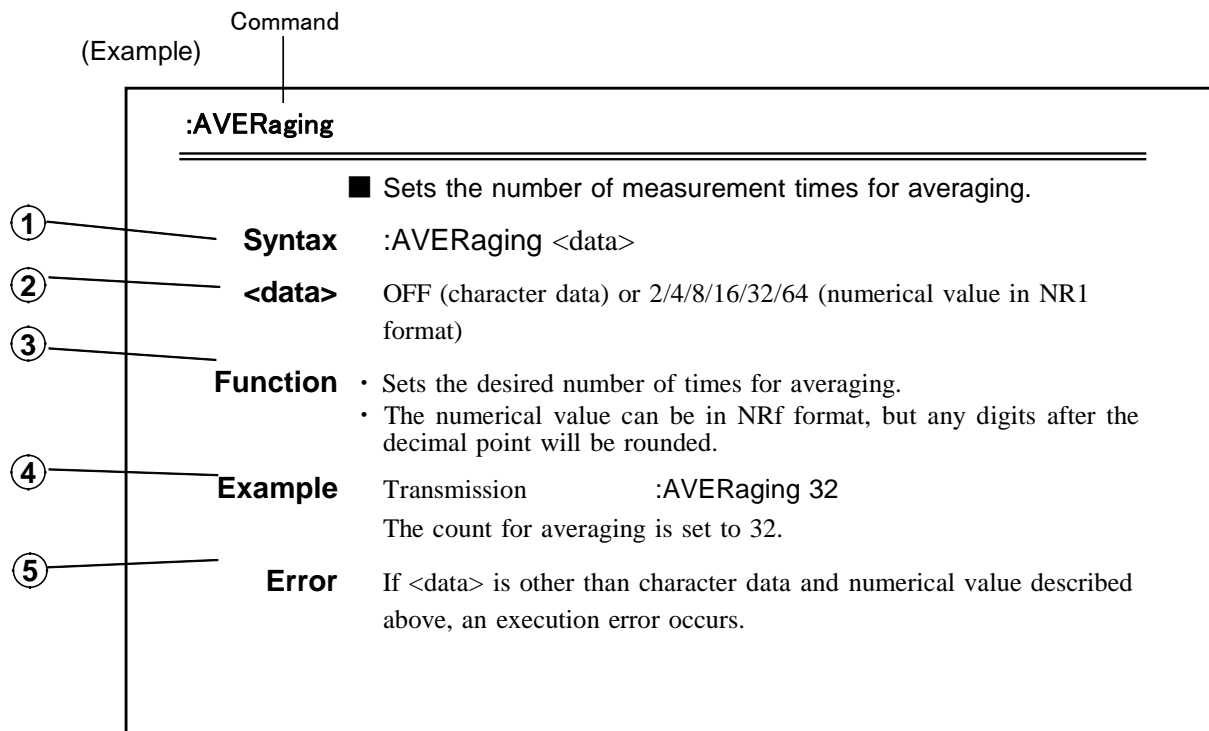 Command
(Example)
:AVERaging
■ Sets the number of measurement times for averaging.
① Syntax :AVERaging <data>
② <data> OFF (character data) or 2/4/8/16/32/64 (numerical value in NR1
format)
③ Function ・ Sets the desired number of times for averaging.
・ The numerical value can be in NRf format, but any digits after the
decimal point will be rounded.
④ Example Transmission :AVERaging 32
The count for averaging is set to 32.
⑤ Error If <data> is other than character data and numerical value described
above, an execution error occurs.